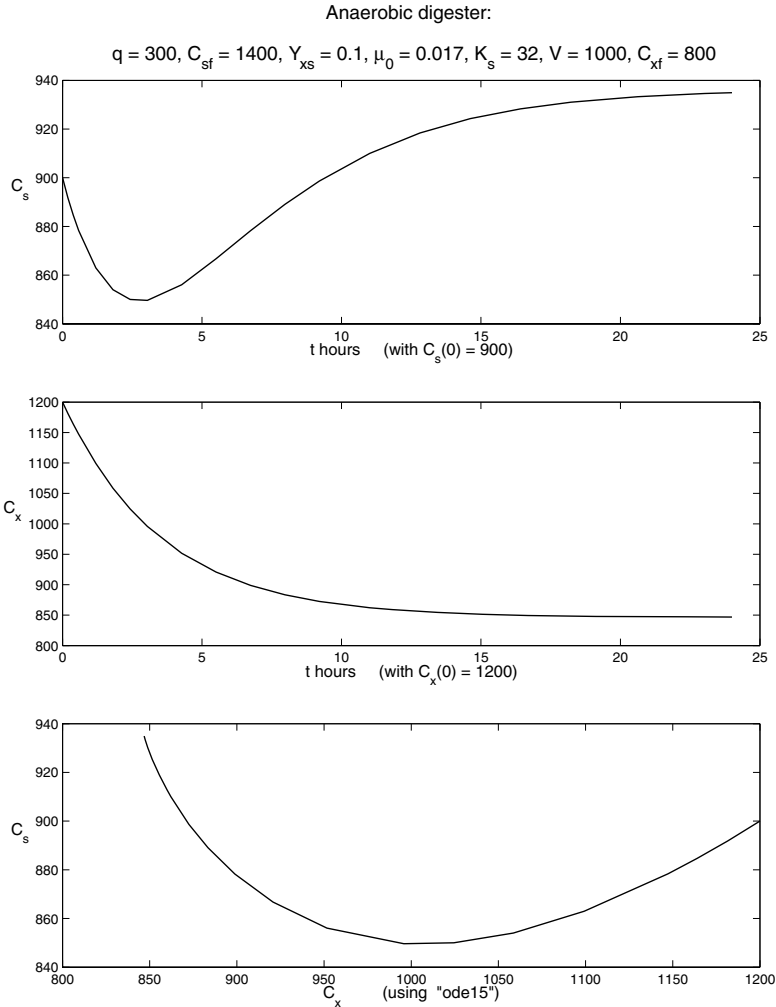 Anaerobic digester:
q = 300, C_sf = 1400, Y_xs = 0.1, μ_0 = 0.017, K_s = 32, V = 1000, C_xf = 800
940
920
900
880
860
840
C_s
0 5 10 15 20 25
t hours (with C_s(0) = 900)
1200
1150
1100
1050
1000
950
900
850
800
C_x
0 5 10 15 20 25
t hours (with C_x(0) = 1200)
940
920
900
880
860
840
C_s
800 850 900 950 1000 1050 1100 1150 1200
C_x (using "ode15")